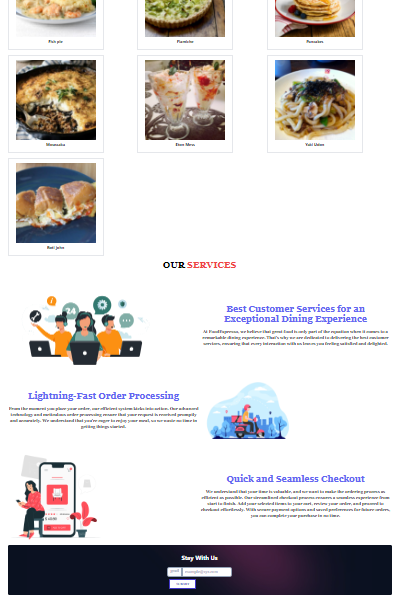 Fish pie
Flamiche
Pancakes
Moussaka
Eton Mess
Yaki Udon
Roti john
OUR SERVICES
Best Customer Services for an
Exceptional Dining Experience
At FoodExpresso, we believe that great food is only part of the equation when it comes to a
remarkable dining experience. That's why we are dedicated to delivering the best customer
services, ensuring that every interaction with us leaves you feeling satisfied and delighted.
Lightning-Fast Order Processing
From the moment you place your order, our efficient system kicks into action. Our advanced
technology and meticulous order processing ensure that your request is received promptly
and accurately. We understand that you're eager to enjoy your meal, so we waste no time in
getting things started.
Quick and Seamless Checkout
We understand that your time is valuable, and we want to make the ordering process as
efficient as possible. Our streamlined checkout process ensures a seamless experience from
start to finish. Add your selected items to your cart, review your order, and proceed to
checkout effortlessly. With secure payment options and saved preferences for future orders,
you can complete your purchase in no time.
Stay With Us
SUBMIT